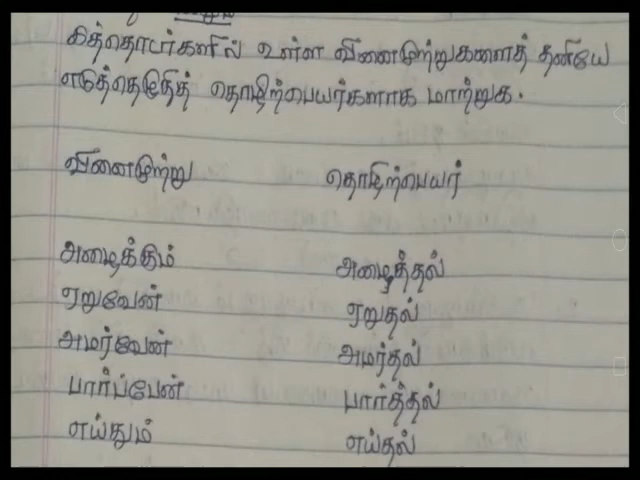 இத்தொடர்களில் உள்ள வினைமுற்றுகளைத் தனியே
எடுத்தெழுதித் தொழிற்பெயர்களாக மாற்றுக.
வினைமுற்று தொழிற்பெயர்
அழைக்கும் அழைத்தல்
ஏறுவேன் ஏறுதல்
அமர்வேன் அமர்தல்
பார்ப்பேன் பார்த்தல்
எய்தும் எய்தல்